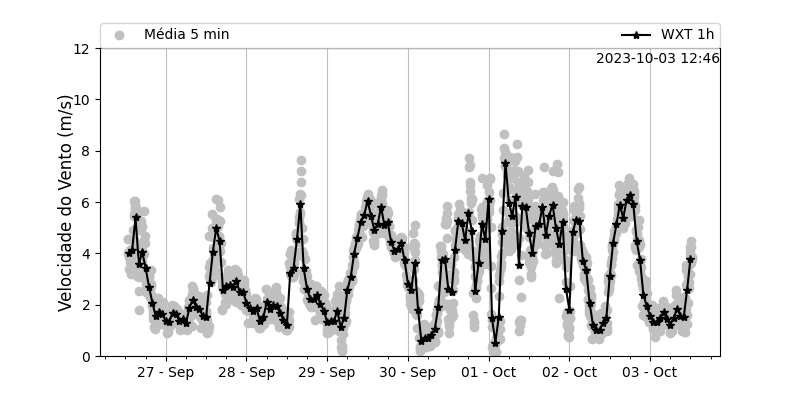 Média 5 min
WXT 1h
2023-10-03 12:46
Velocidade do Vento (m/s)
12
10
8
6
4
2
0
27 - Sep
28 - Sep
29 - Sep
30 - Sep
01 - Oct
02 - Oct
03 - Oct